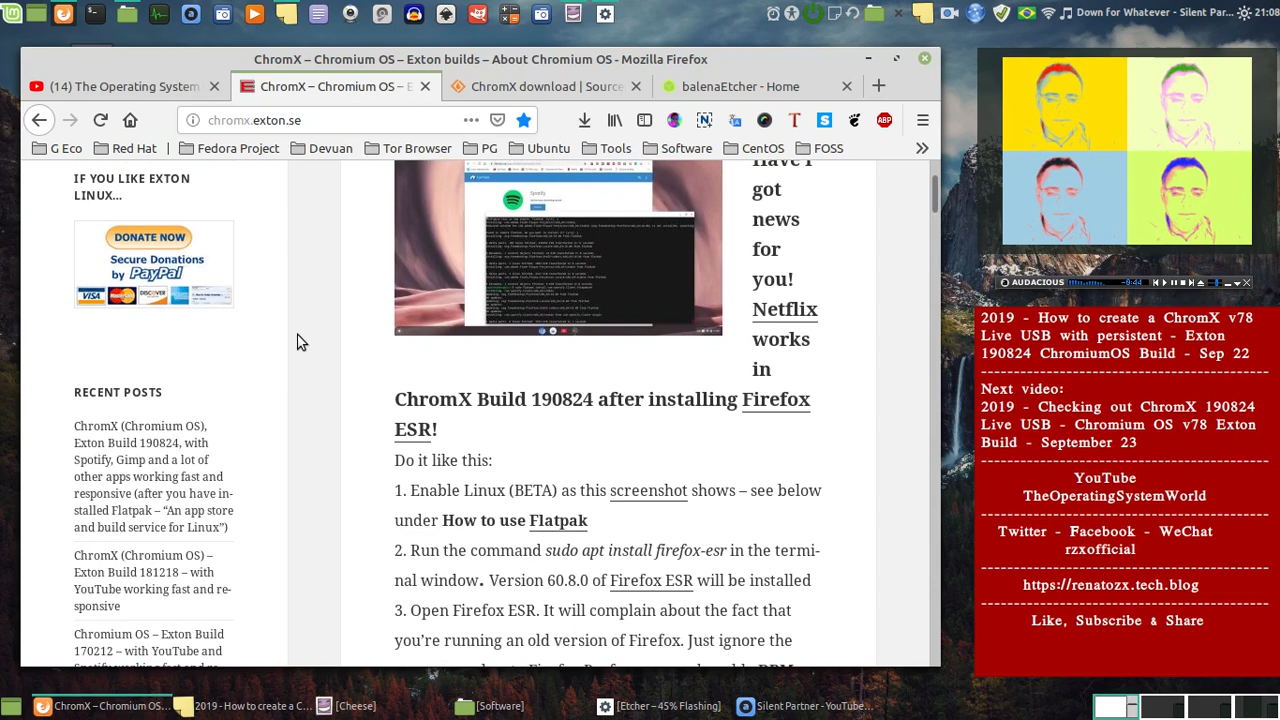 Down for Whatever - Silent Par...
21:08
ChromX – Chromium OS – Exton builds – About Chromium OS - Mozilla Firefox
(14) The Operating System
ChromX – Chromium OS – E
ChromX download | Source
balenaEtcher - Home
chromx.exton.se
G Eco
Red Hat
Fedora Project
Devuan
Tor Browser
PG
Ubuntu
Tools
Software
CentOS
FOSS
IF YOU LIKE EXTON
LINUX…
DONATE NOW
Secure Donations
by PayPal
VISA
RECENT POSTS
ChromX (Chromium OS),
Exton Build 190824, with
Spotify, Gimp and a lot of
other apps working fast and
responsive (after you have in-
stalled Flatpak – “An app store
and build service for Linux”)
ChromX (Chromium OS) –
Exton Build 181218 – with
YouTube working fast and re-
sponsive
Chromium OS – Exton Build
170212 – with YouTube and
Spotify
Have I
got
news
for
you!
Netflix
works
in
ChromX Build 190824 after installing Firefox
ESR!
Do it like this:
1. Enable Linux (BETA) as this screenshot shows – see below
under How to use Flatpak
2. Run the command sudo apt install firefox-esr in the termi-
nal window. Version 60.8.0 of Firefox ESR will be installed
3. Open Firefox ESR. It will complain about the fact that
you’re running an old version of Firefox. Just ignore the
AUDACIOUS
2019 - How to create a ChromX v78
Live USB with persistent - Exton
190824 ChromiumOS Build - Sep 22
Next video:
2019 - Checking out ChromX 190824
Live USB - Chromium OS v78 Exton
Build - September 23
YouTube
TheOperatingSystemWorld
Twitter - Facebook - WeChat
rzxofficial
https://renatozx.tech.blog
Like, Subscribe & Share
ChromX – Chromium OS...
2019 - How to create a C...
[Cheese]
[Software]
[Etcher – 43% Flashing]
Silent Partner - YouTube...